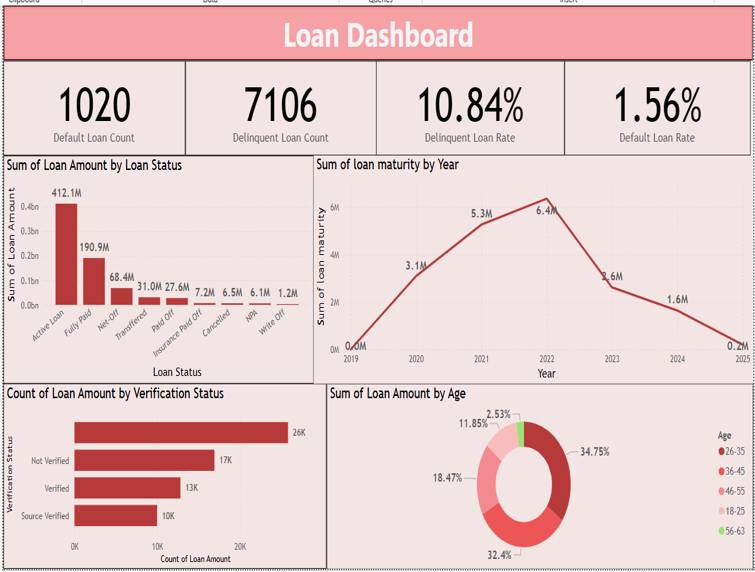 Clipboard Data Queries Insert
Loan Dashboard
1020 7106 10.84% 1.56%
Default Loan Count Delinquent Loan Count Delinquent Loan Rate Default Loan Rate
Sum of Loan Amount by Loan Status
Sum of Loan Amount
0.4bn
0.3bn
0.2bn
0.1bn
0.0bn
412.1M
190.9M
68.4M
31.0M
27.6M
7.2M
6.5M
6.1M
1.2M
Active Loan
Fully Paid
Net-Off
Transffered
Paid Off
Insurance Paid Off
Cancelled
NPA
Write Off
Loan Status
Sum of loan maturity by Year
Sum of loan maturity
6M
4M
2M
0M
0.0M
3.1M
5.3M
6.4M
2.6M
1.6M
0.2M
2019 2020 2021 2022 2023 2024 2025
Year
Count of Loan Amount by Verification Status
Verification Status
26K
Not Verified 17K
Verified 13K
Source Verified 10K
0K 10K 20K
Count of Loan Amount
Sum of Loan Amount by Age
2.53%
11.85%
34.75%
18.47%
32.4%
Age
26-35
36-45
46-55
18-25
56-63